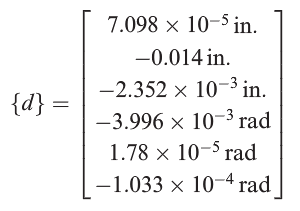 7.098 × 10⁻⁵ in.
−0.014 in.
−2.352 × 10⁻³ in.
{d} =
−3.996 × 10⁻³ rad
1.78 × 10⁻⁵ rad
−1.033 × 10⁻⁴ rad